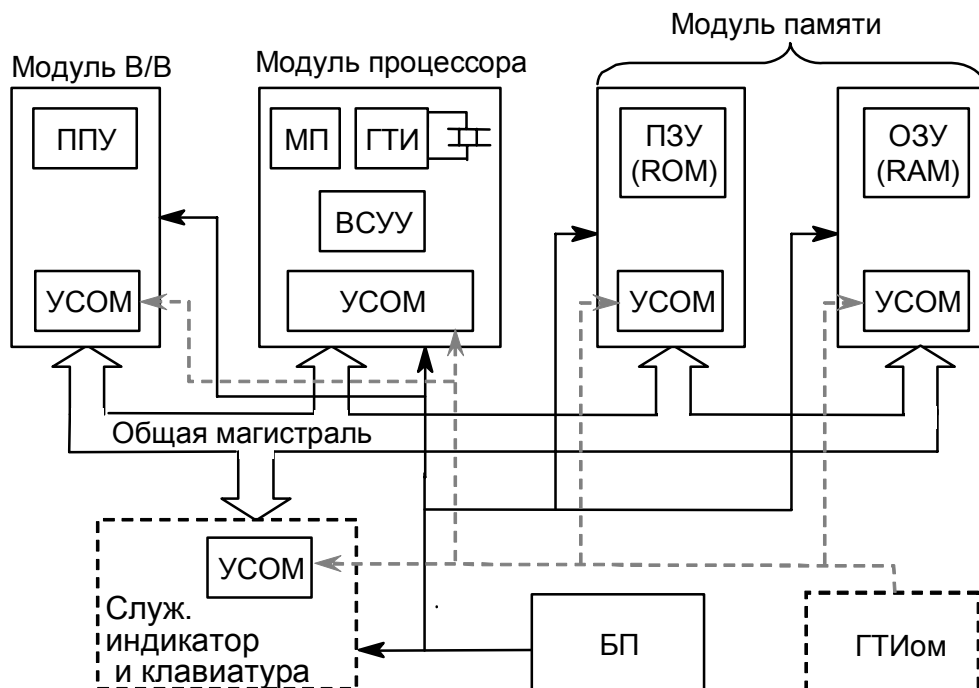 Модуль памяти
Модуль В/В
Модуль процессора
ППУ
МП
ГТИ
ПЗУ
(ROM)
ОЗУ
(RAM)
ВСУУ
УСОМ
УСОМ
УСОМ
УСОМ
Общая магистраль
УСОМ
Служ.
индикатор
и клавиатура
БП
ГТИом